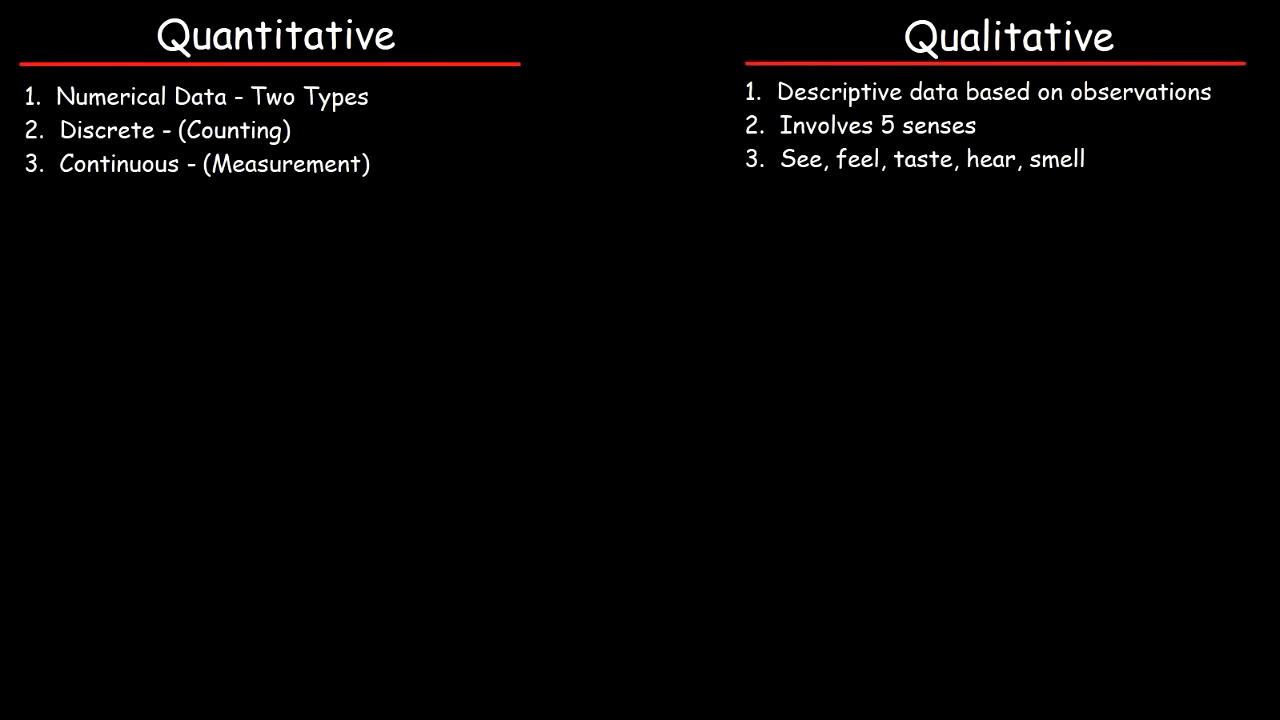 Quantitative
1. Numerical Data - Two Types
2. Discrete - (Counting)
3. Continuous - (Measurement)
Qualitative
1. Descriptive data based on observations
2. Involves 5 senses
3. See, feel, taste, hear, smell